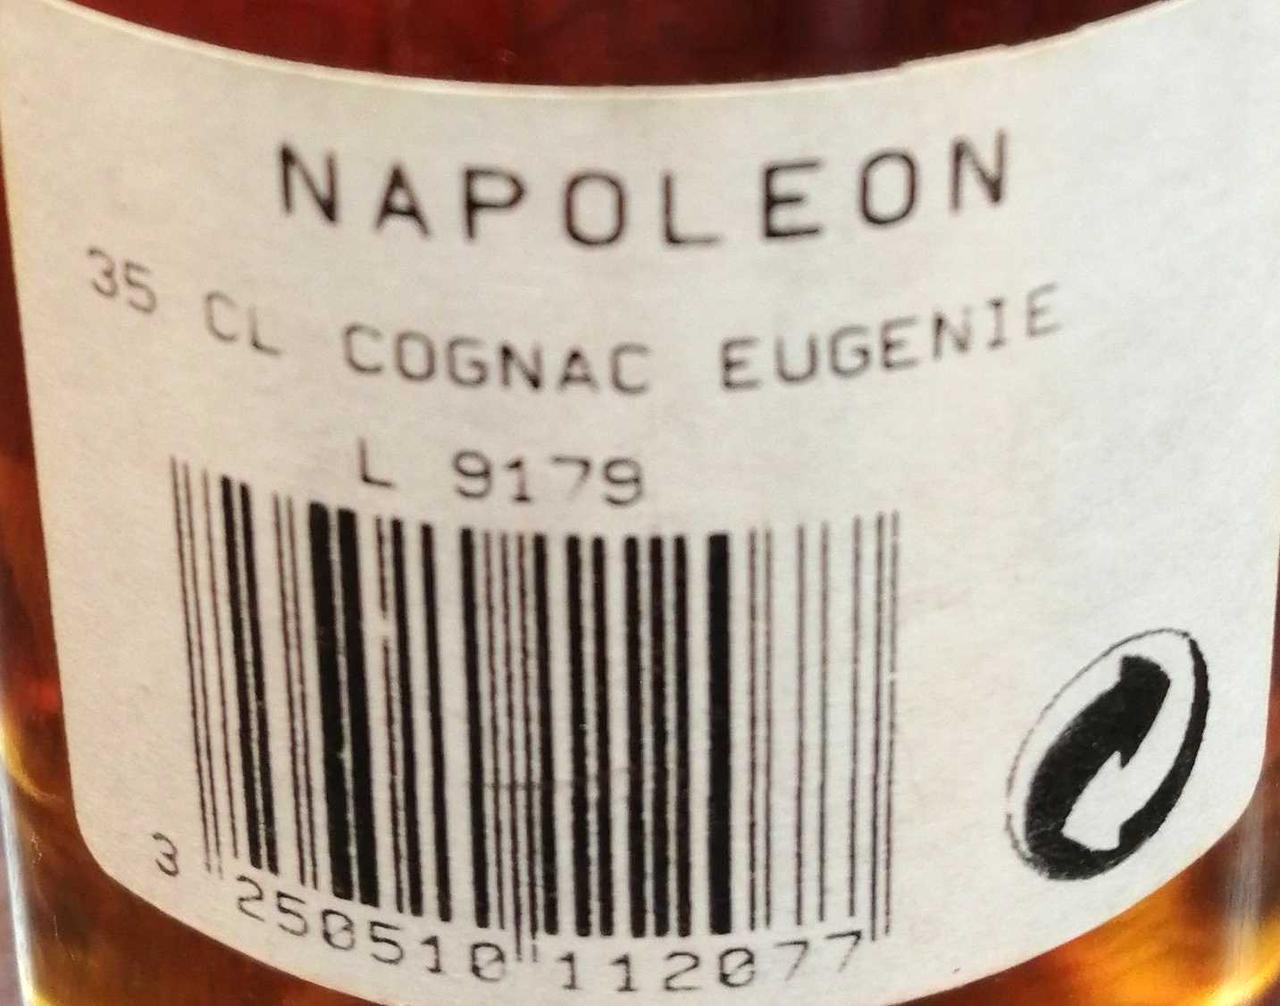 NAPOLEON
35 CL COGNAC EUGENIE
L 9179
3 250510 112077